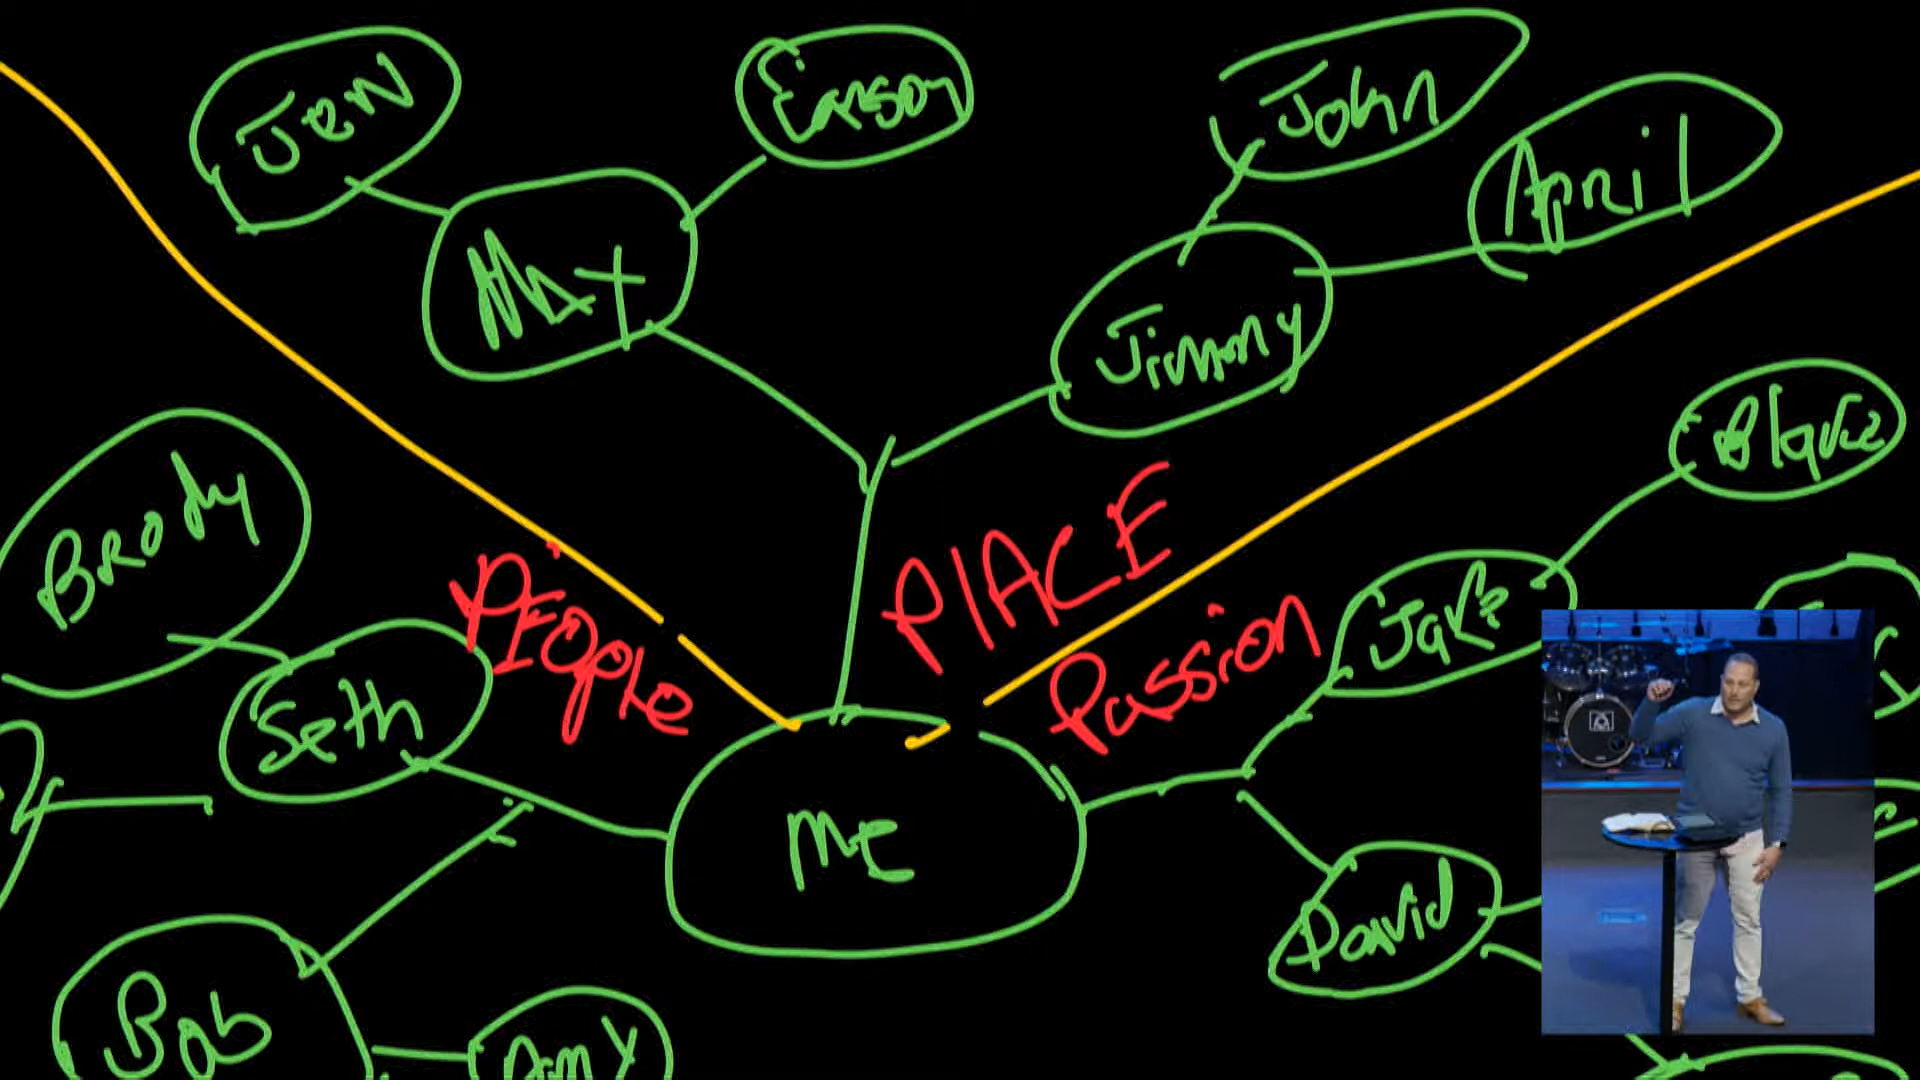 Jen
Carson
John
April
Max
Jimmy
Blake
Brody
People
PlACE
Passion
Jake
Seth
Me
David
Bob
Amy